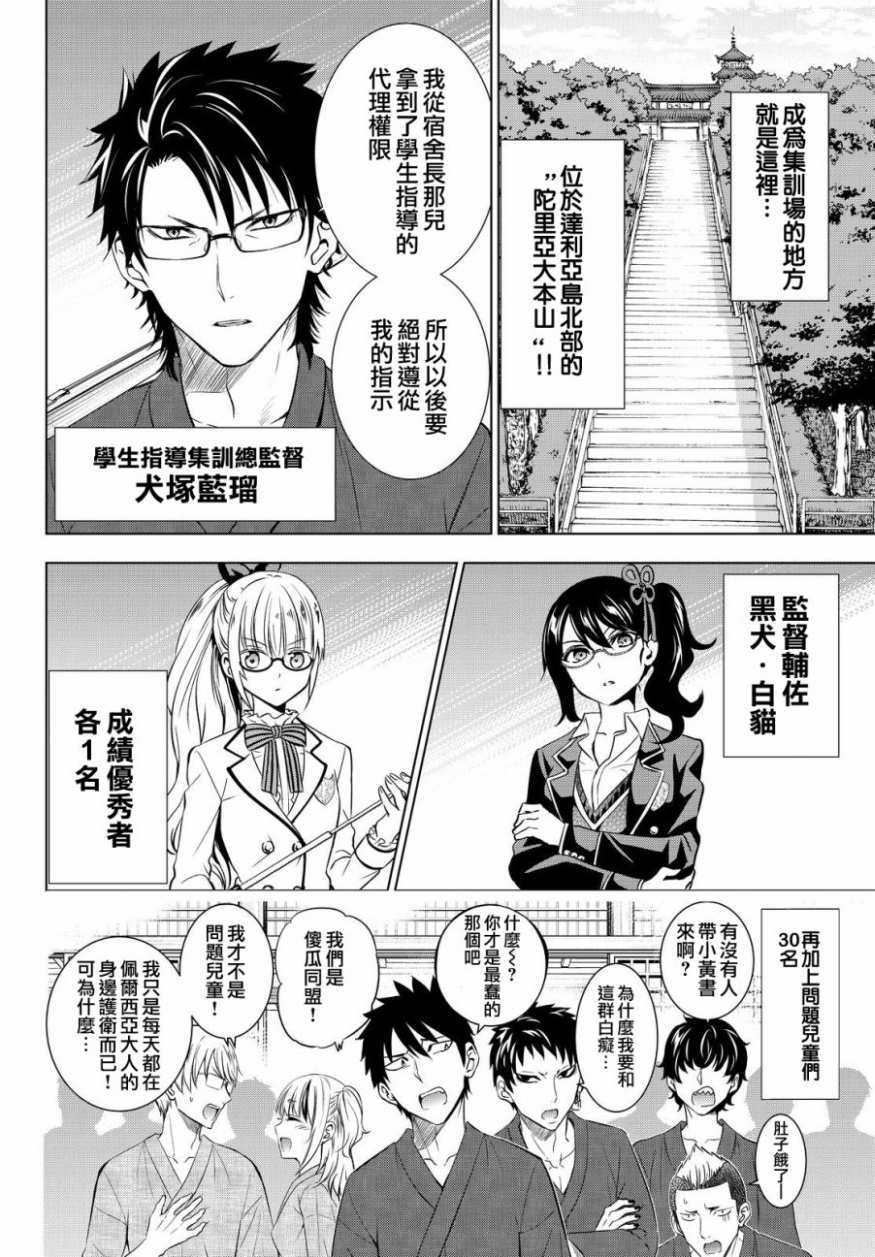 成為集訓場的地方
就是這裡…
位於達利亞島北部的
”陀里亞大本山“!!
我從宿舍長那兒
拿到了學生指導的
代理權限
所以以後要
絕對遵從
我的指示
學生指導集訓總監督
犬塚藍瑠
監督輔佐
黑犬·白貓
成績優秀者
各1名
再加上問題兒童們
30名
有沒有人
帶小黃書
來啊?
肚子餓了—
為什麼我要和
這群白癡…
什麼~?
你才是最蠢的
那個吧
我們是
傻瓜同盟!
我才不是
問題兒童!
我只是每天都在
佩爾西亞大人的
身邊護衛而已!
可為什麼…